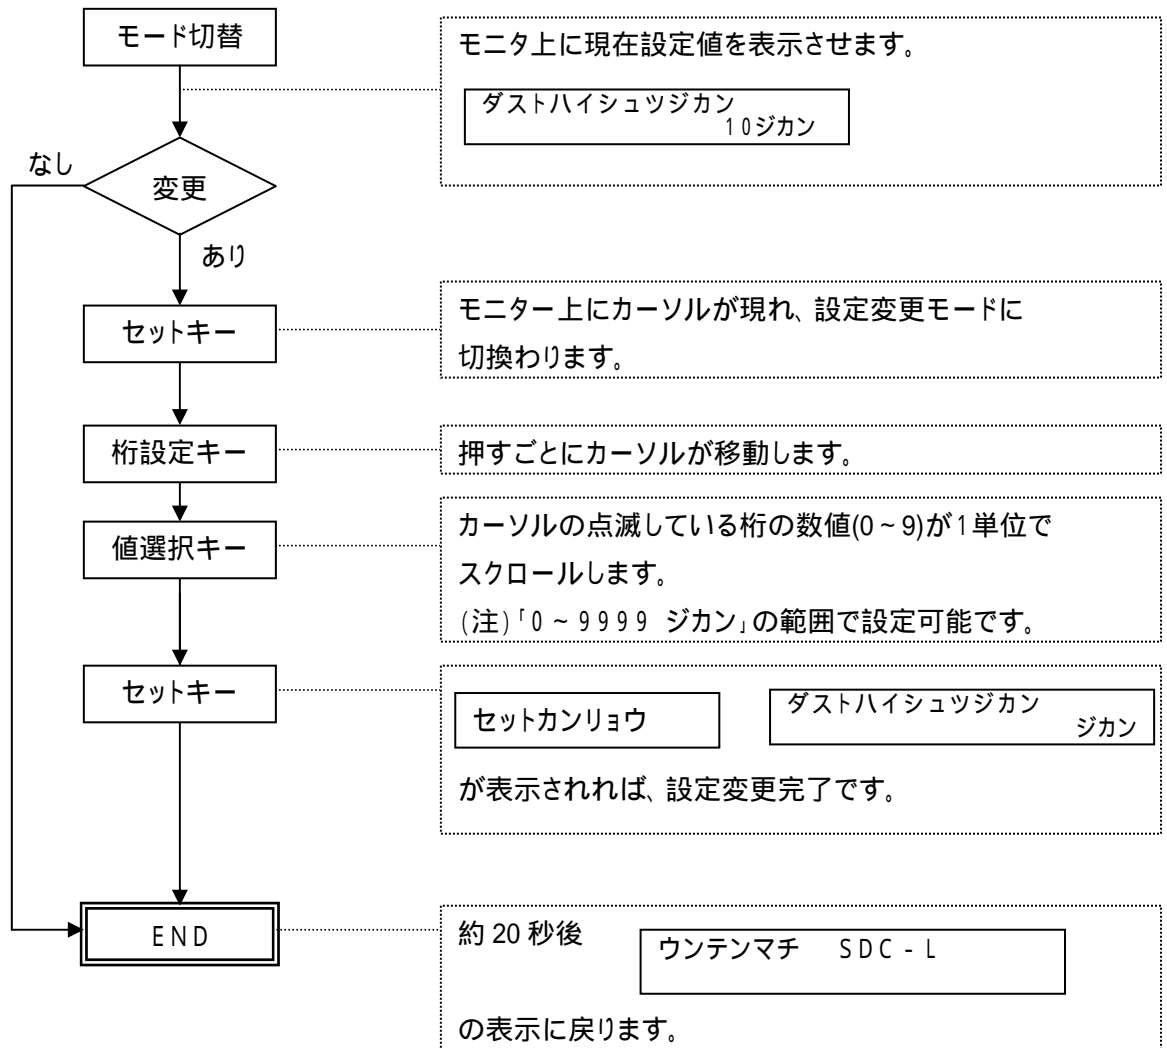 モード切替
モニタ上に現在設定値を表示させます。
ダストハイシュツジカン
10ジカン
なし
変更
あり
セットキー
モニター上にカーソルが現れ、設定変更モードに
切換わります。
桁設定キー
押すごとにカーソルが移動します。
値選択キー
カーソルの点滅している桁の数値(0~9)が1単位で
スクロールします。
(注)「0~9999 ジカン」の範囲で設定可能です。
セットキー
セットカンリョウ
ダストハイシュツジカン
ジカン
が表示されれば、設定変更完了です。
END
約20秒後
ウンテンマチ SDC-L
の表示に戻ります。